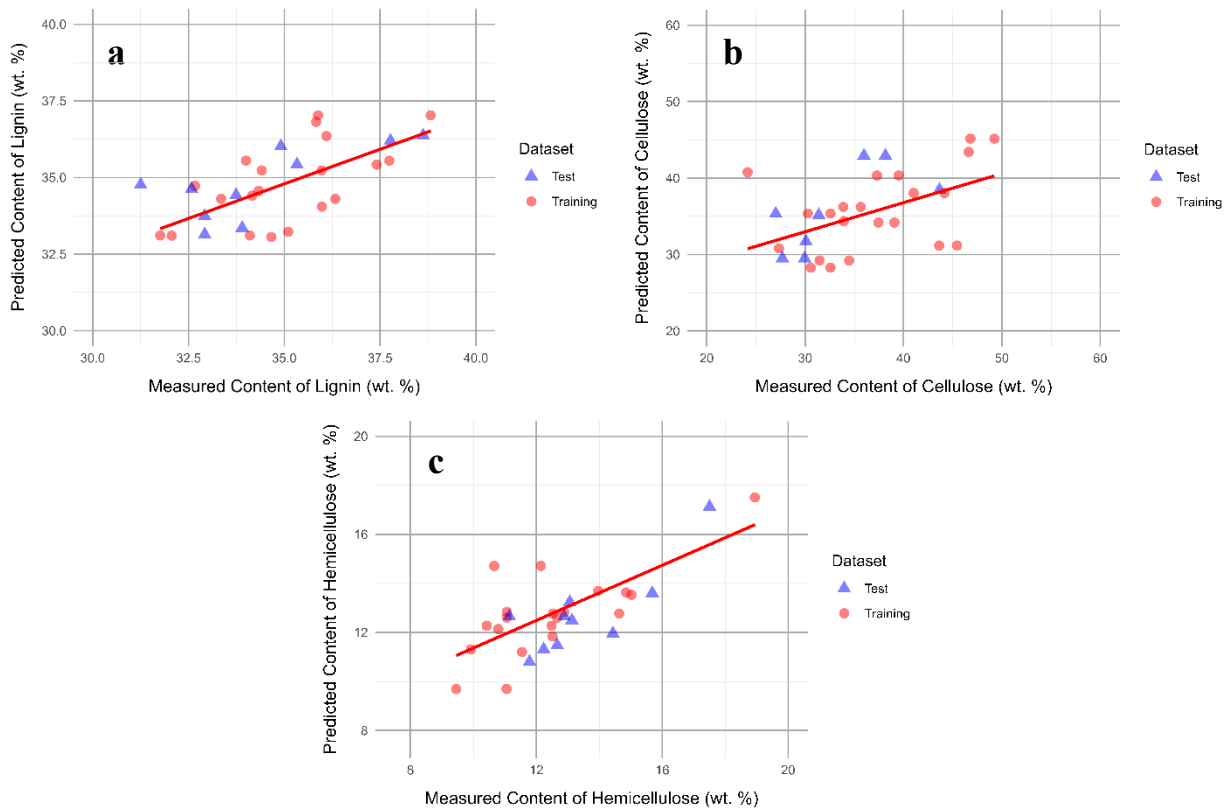 a
Predicted Content of Lignin (wt. %)
40.0
37.5
35.0
32.5
30.0
30.0 32.5 35.0 37.5 40.0
Measured Content of Lignin (wt. %)
Dataset
Test
Training
b
Predicted Content of Cellulose (wt. %)
60
50
40
30
20
20 30 40 50 60
Measured Content of Cellulose (wt. %)
Dataset
Test
Training
c
Predicted Content of Hemicellulose (wt. %)
20
16
12
8
8 12 16 20
Measured Content of Hemicellulose (wt. %)
Dataset
Test
Training